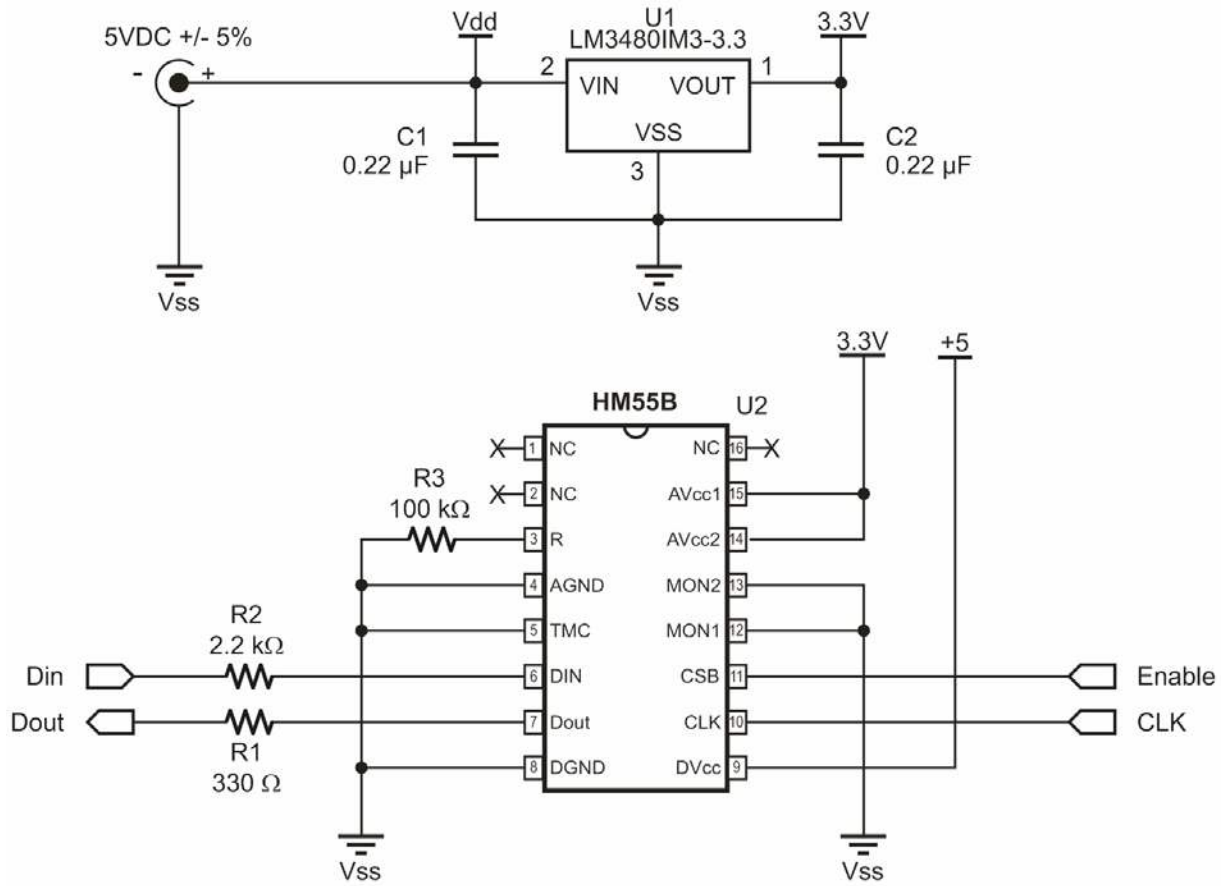 5VDC +/- 5%
- +
Vdd
U1
LM3480IM3-3.3
3.3V
2 VIN VOUT 1
VSS
3
C1
0.22 µF
C2
0.22 µF
Vss
Vss
3.3V
+5
HM55B
U2
1 NC
NC 16
2 NC
AVcc1 15
R3
100 kΩ
3 R
AVcc2 14
4 AGND
MON2 13
5 TMC
MON1 12
R2
2.2 kΩ
Din
6 DIN
CSB 11
Enable
Dout
7 Dout
CLK 10
CLK
R1
330 Ω
8 DGND
DVcc 9
Vss
Vss